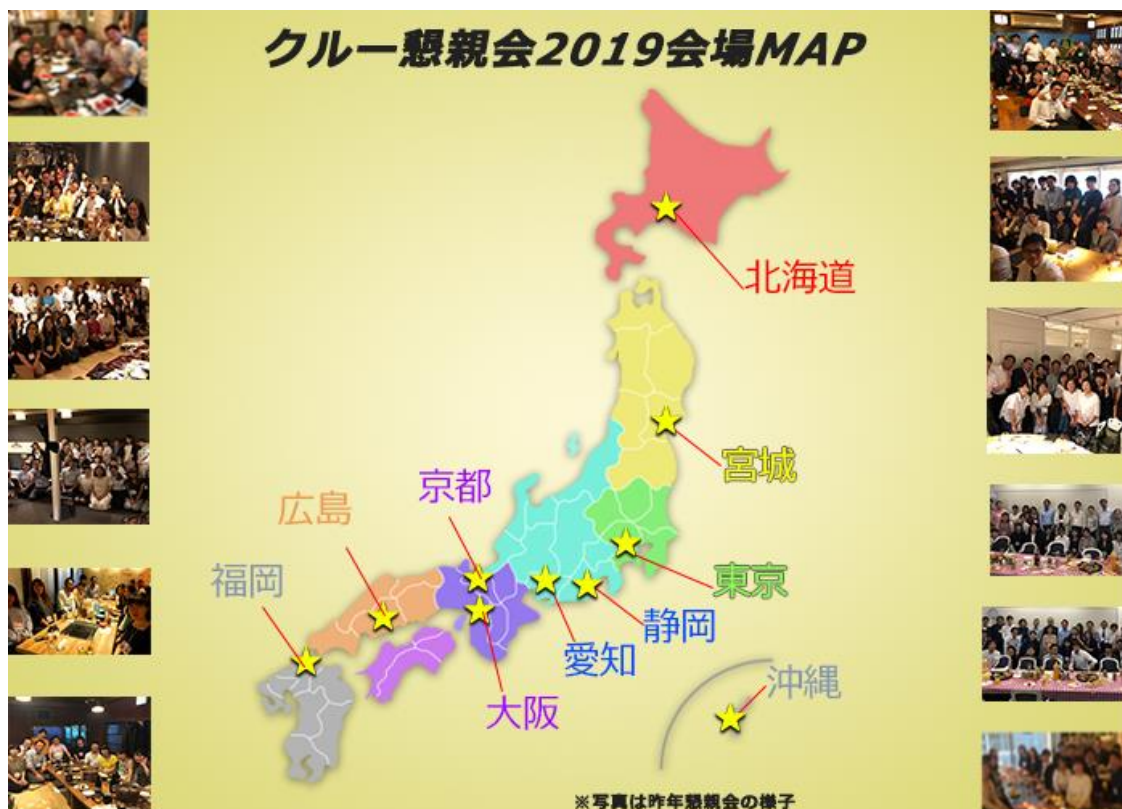 クルー懇親会2019会場MAP
北海道
宮城
京都
広島
福岡
東京
静岡
愛知
沖縄
大阪
※写真は昨年懇親会の様子